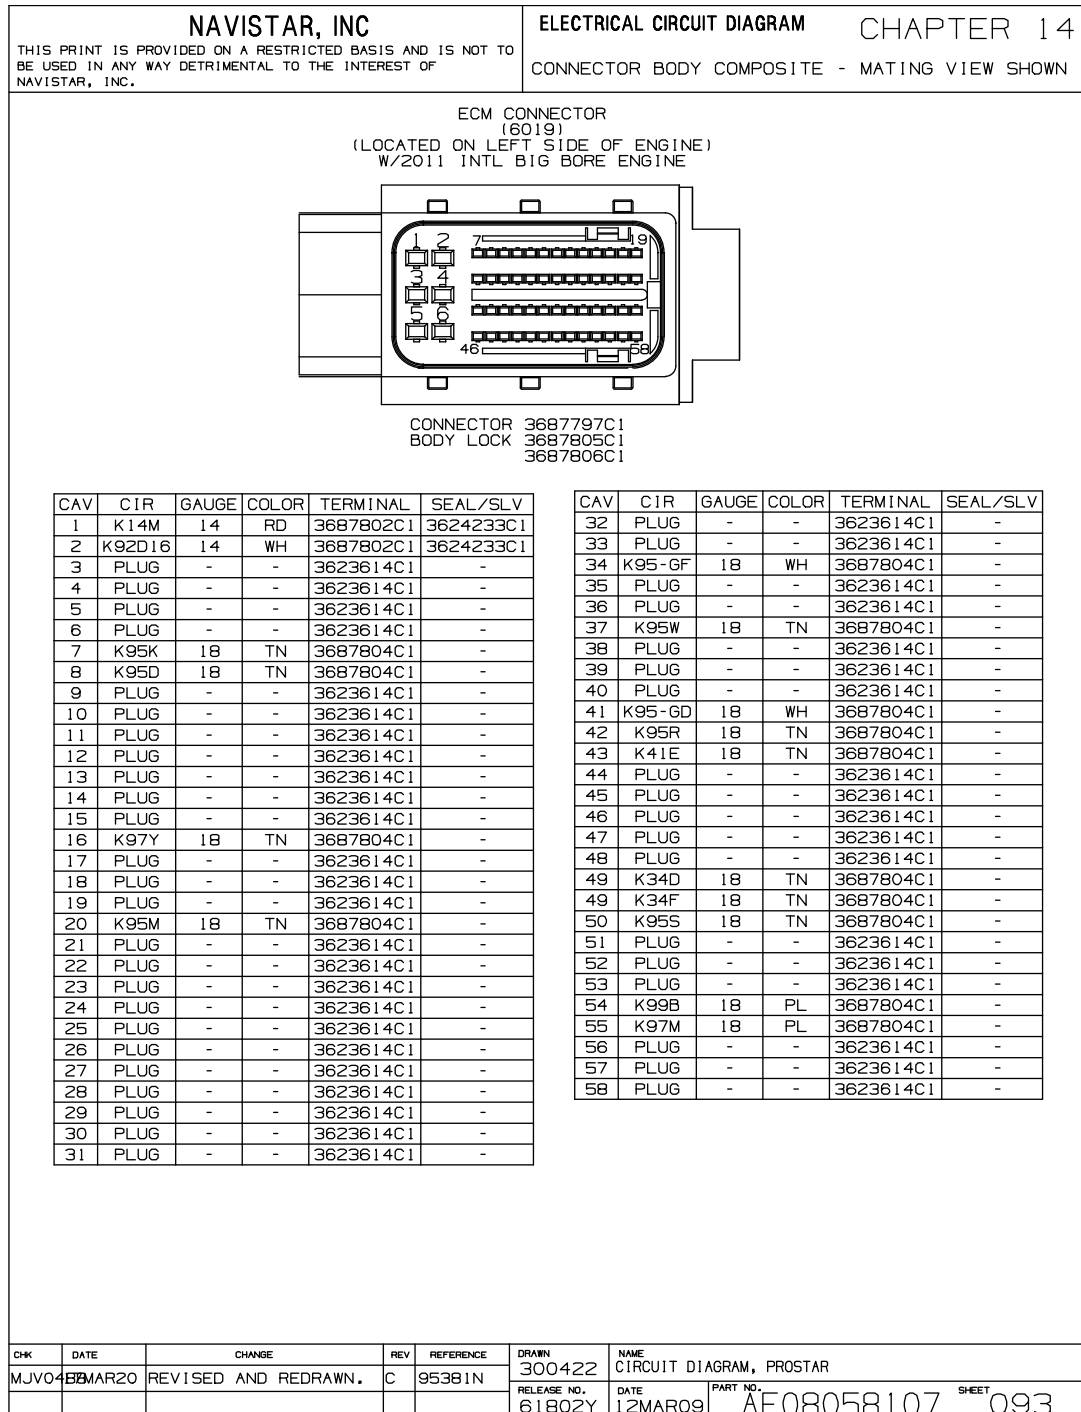 NAVISTAR, INC
THIS PRINT IS PROVIDED ON A RESTRICTED BASIS AND IS NOT TO
BE USED IN ANY WAY DETRIMENTAL TO THE INTEREST OF
NAVISTAR, INC.
ELECTRICAL CIRCUIT DIAGRAM CHAPTER 14
CONNECTOR BODY COMPOSITE - MATING VIEW SHOWN
ECM CONNECTOR
(6019)
(LOCATED ON LEFT SIDE OF ENGINE)
W/2011 INTL BIG BORE ENGINE
1 2 7 19
3 4
5 6
46 58
CONNECTOR 3687797C1
BODY LOCK 3687805C1
3687806C1
CAV CIR GAUGE COLOR TERMINAL SEAL/SLV
1 K14M 14 RD 3687802C1 3624233C1
2 K92D16 14 WH 3687802C1 3624233C1
3 PLUG - - 3623614C1 -
4 PLUG - - 3623614C1 -
5 PLUG - - 3623614C1 -
6 PLUG - - 3623614C1 -
7 K95K 18 TN 3687804C1 -
8 K95D 18 TN 3687804C1 -
9 PLUG - - 3623614C1 -
10 PLUG - - 3623614C1 -
11 PLUG - - 3623614C1 -
12 PLUG - - 3623614C1 -
13 PLUG - - 3623614C1 -
14 PLUG - - 3623614C1 -
15 PLUG - - 3623614C1 -
16 K97Y 18 TN 3687804C1 -
17 PLUG - - 3623614C1 -
18 PLUG - - 3623614C1 -
19 PLUG - - 3623614C1 -
20 K95M 18 TN 3687804C1 -
21 PLUG - - 3623614C1 -
22 PLUG - - 3623614C1 -
23 PLUG - - 3623614C1 -
24 PLUG - - 3623614C1 -
25 PLUG - - 3623614C1 -
26 PLUG - - 3623614C1 -
27 PLUG - - 3623614C1 -
28 PLUG - - 3623614C1 -
29 PLUG - - 3623614C1 -
30 PLUG - - 3623614C1 -
31 PLUG - - 3623614C1 -
CAV CIR GAUGE COLOR TERMINAL SEAL/SLV
32 PLUG - - 3623614C1 -
33 PLUG - - 3623614C1 -
34 K95-GF 18 WH 3687804C1 -
35 PLUG - - 3623614C1 -
36 PLUG - - 3623614C1 -
37 K95W 18 TN 3687804C1 -
38 PLUG - - 3623614C1 -
39 PLUG - - 3623614C1 -
40 PLUG - - 3623614C1 -
41 K95-GD 18 WH 3687804C1 -
42 K95R 18 TN 3687804C1 -
43 K41E 18 TN 3687804C1 -
44 PLUG - - 3623614C1 -
45 PLUG - - 3623614C1 -
46 PLUG - - 3623614C1 -
47 PLUG - - 3623614C1 -
48 PLUG - - 3623614C1 -
49 K34D 18 TN 3687804C1 -
49 K34F 18 TN 3687804C1 -
50 K95S 18 TN 3687804C1 -
51 PLUG - - 3623614C1 -
52 PLUG - - 3623614C1 -
53 PLUG - - 3623614C1 -
54 K99B 18 PL 3687804C1 -
55 K97M 18 PL 3687804C1 -
56 PLUG - - 3623614C1 -
57 PLUG - - 3623614C1 -
58 PLUG - - 3623614C1 -
CHK DATE CHANGE REV REFERENCE
REVISED AND REDRAWN. C 95381N
DRAWN 300422
NAME CIRCUIT DIAGRAM, PROSTAR
RELEASE NO. 61802Y
DATE 12MAR09
PART NO. AE08058107
SHEET 093